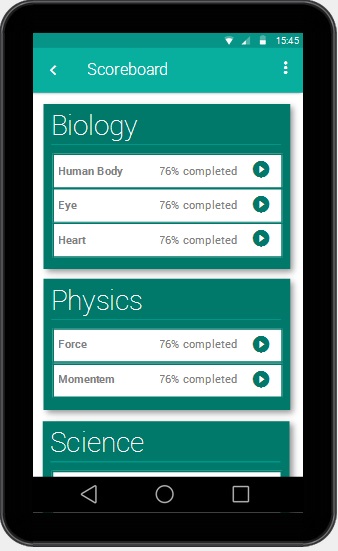 15:45
Scoreboard
Biology
Human Body 76% completed
Eye 76% completed
Heart 76% completed
Physics
Force 76% completed
Momentem 76% completed
Science